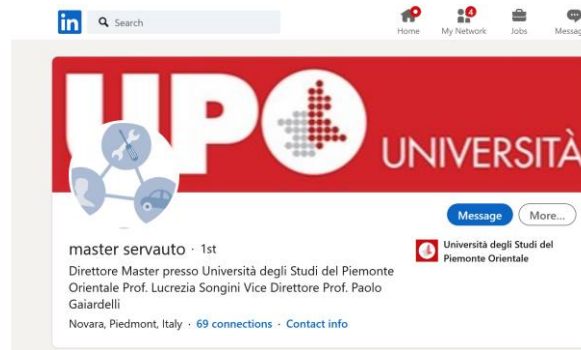 in
Search
Home
My Network
4
Jobs
UPO
UNIVERSITÀ
Message
More...
master servauto · 1st
Direttore Master presso Università degli Studi del Piemonte
Orientale Prof. Lucrezia Songini Vice Direttore Prof. Paolo
Gaiardelli
Novara, Piedmont, Italy · 69 connections · Contact info
Università degli Studi del
Piemonte Orientale